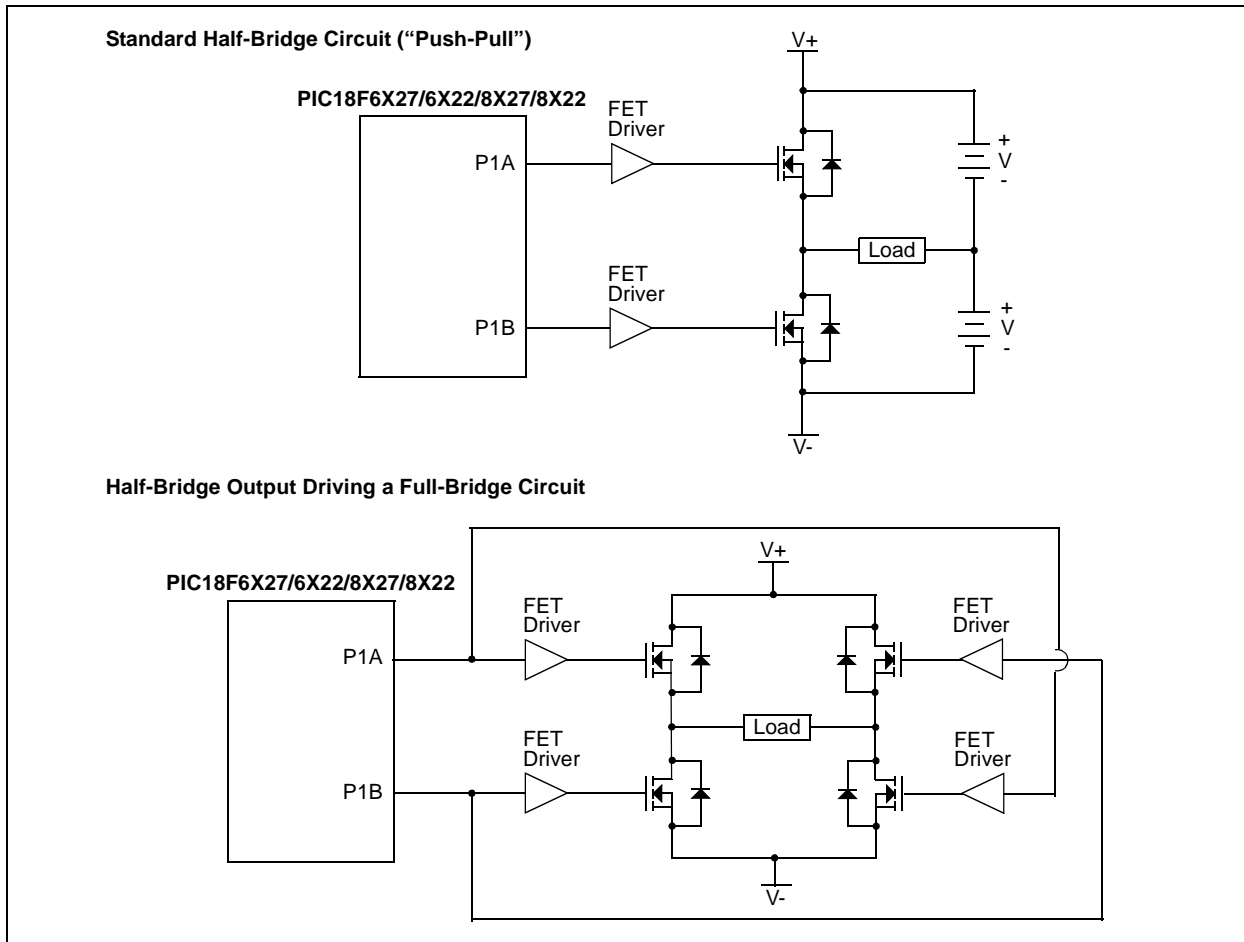 Standard Half-Bridge Circuit (“Push-Pull”)
V+
PIC18F6X27/6X22/8X27/8X22
FET
Driver
P1A
+
V
-
Load
FET
Driver
P1B
+
V
-
V-
Half-Bridge Output Driving a Full-Bridge Circuit
V+
PIC18F6X27/6X22/8X27/8X22
FET
Driver
FET
Driver
P1A
Load
FET
Driver
FET
Driver
P1B
V-